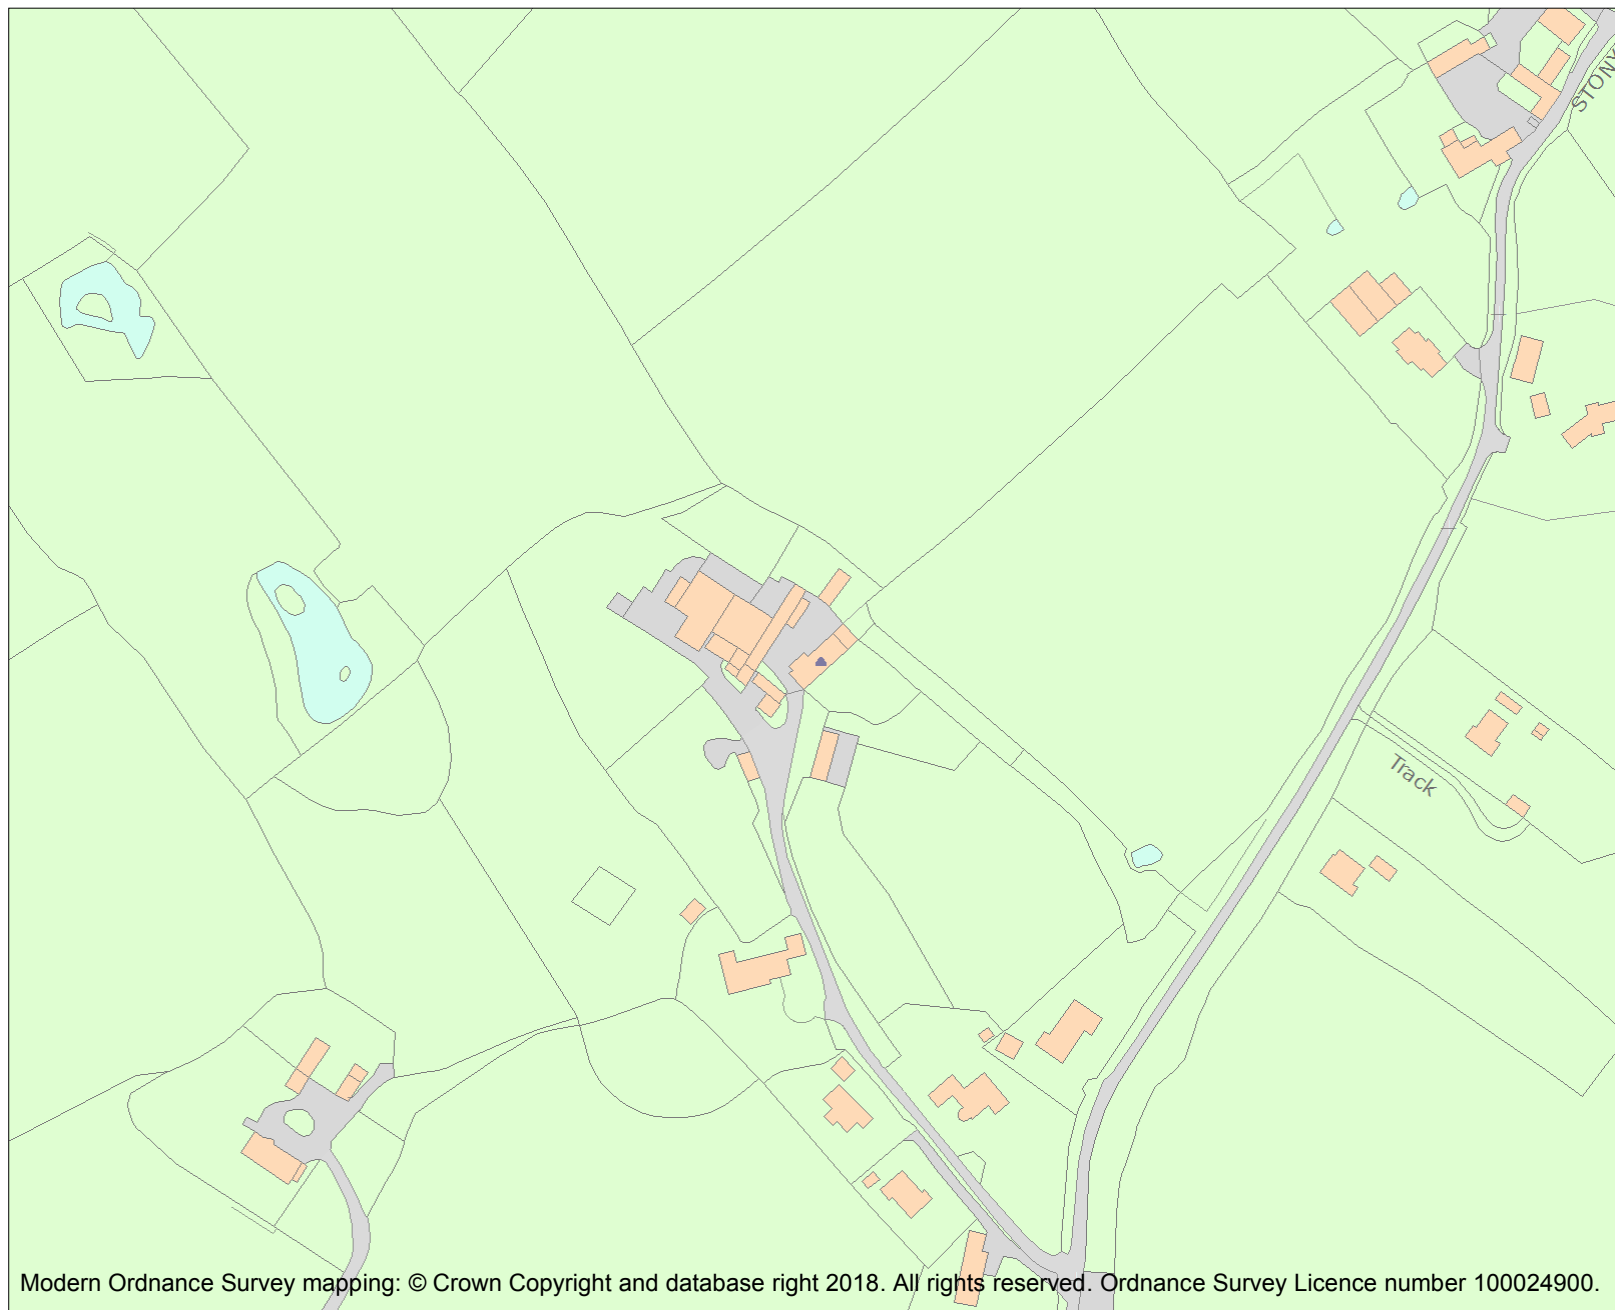 STONY
Track
Modern Ordnance Survey mapping: © Crown Copyright and database right 2018. All rights reserved. Ordnance Survey Licence number 100024900.